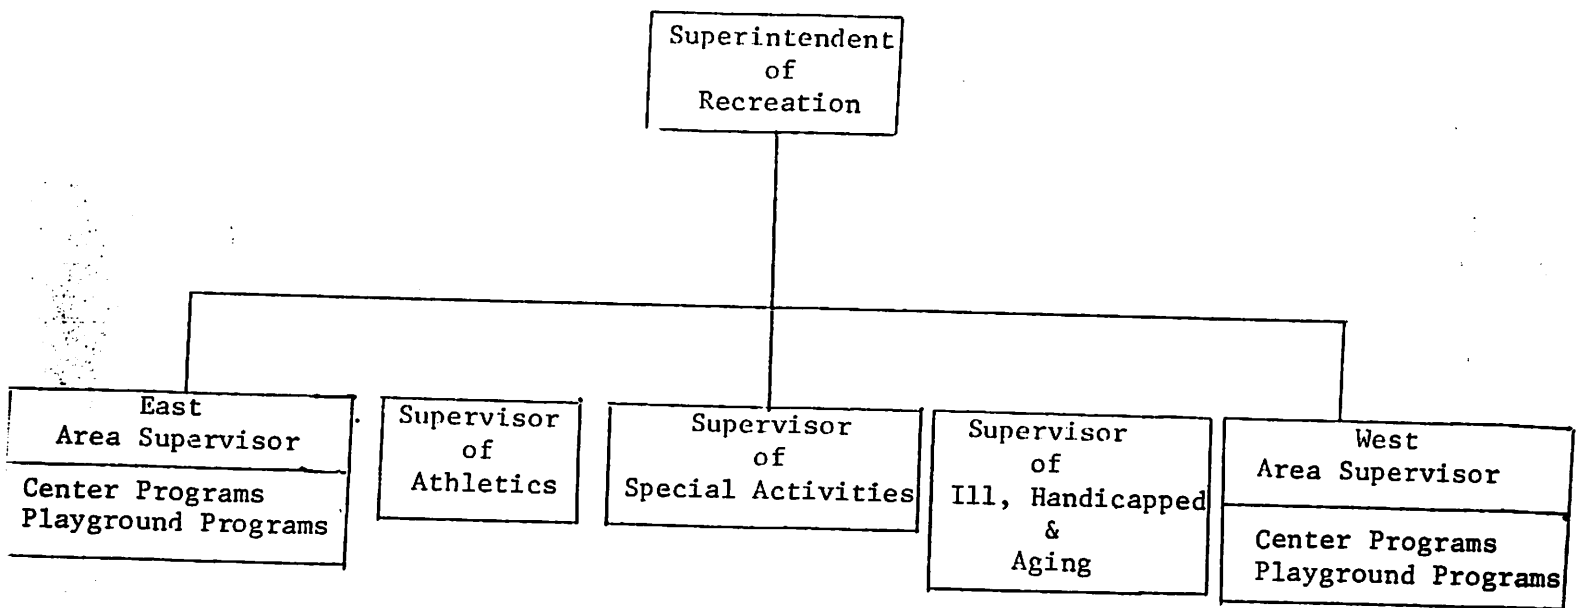 Superintendent
of
Recreation
East
Area Supervisor
Center Programs
Playground Programs
Supervisor
of
Athletics
Supervisor
of
Special Activities
Supervisor
of
Ill, Handicapped
&
Aging
West
Area Supervisor
Center Programs
Playground Programs